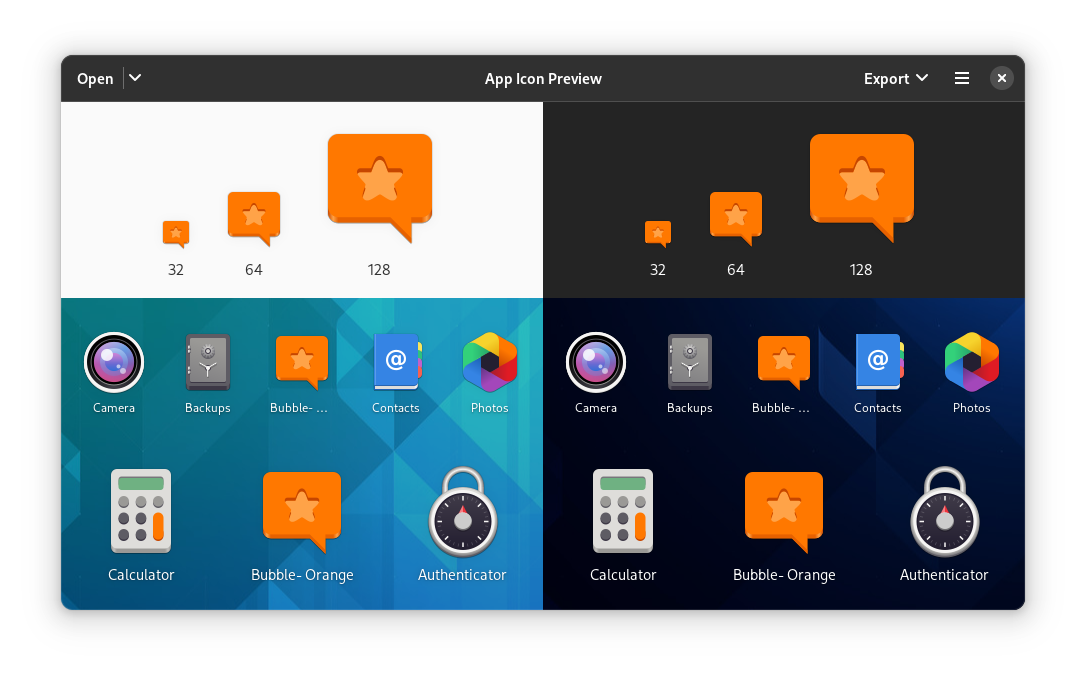 Open App Icon Preview Export
32 64 128 32 64 128
@ @
Camera Backups Bubble- ... Contacts Photos Camera Backups Bubble- ... Contacts Photos
Calculator Bubble- Orange Authenticator Calculator Bubble- Orange Authenticator